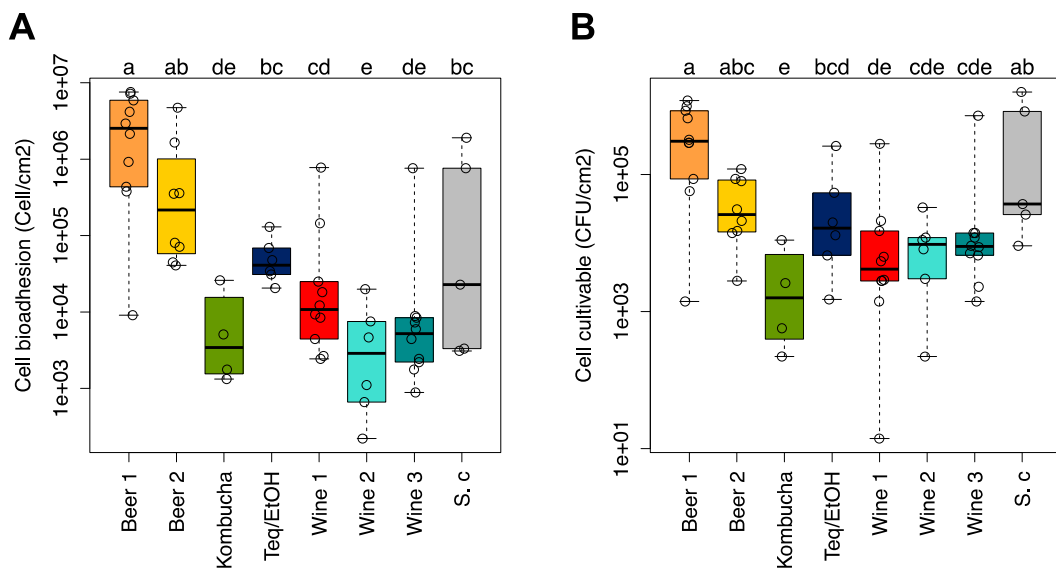 A
a ab de bc cd e de bc
Cell bioadhesion (Cell/cm2)
1e+07
1e+06
1e+05
1e+04
1e+03
Beer 1
Beer 2
Kombucha
Teq/EtOH
Wine 1
Wine 2
Wine 3
S. c
B
a abc e bcd de cde cde ab
Cell cultivable (CFU/cm2)
1e+05
1e+03
1e+01
Beer 1
Beer 2
Kombucha
Teq/EtOH
Wine 1
Wine 2
Wine 3
S. c